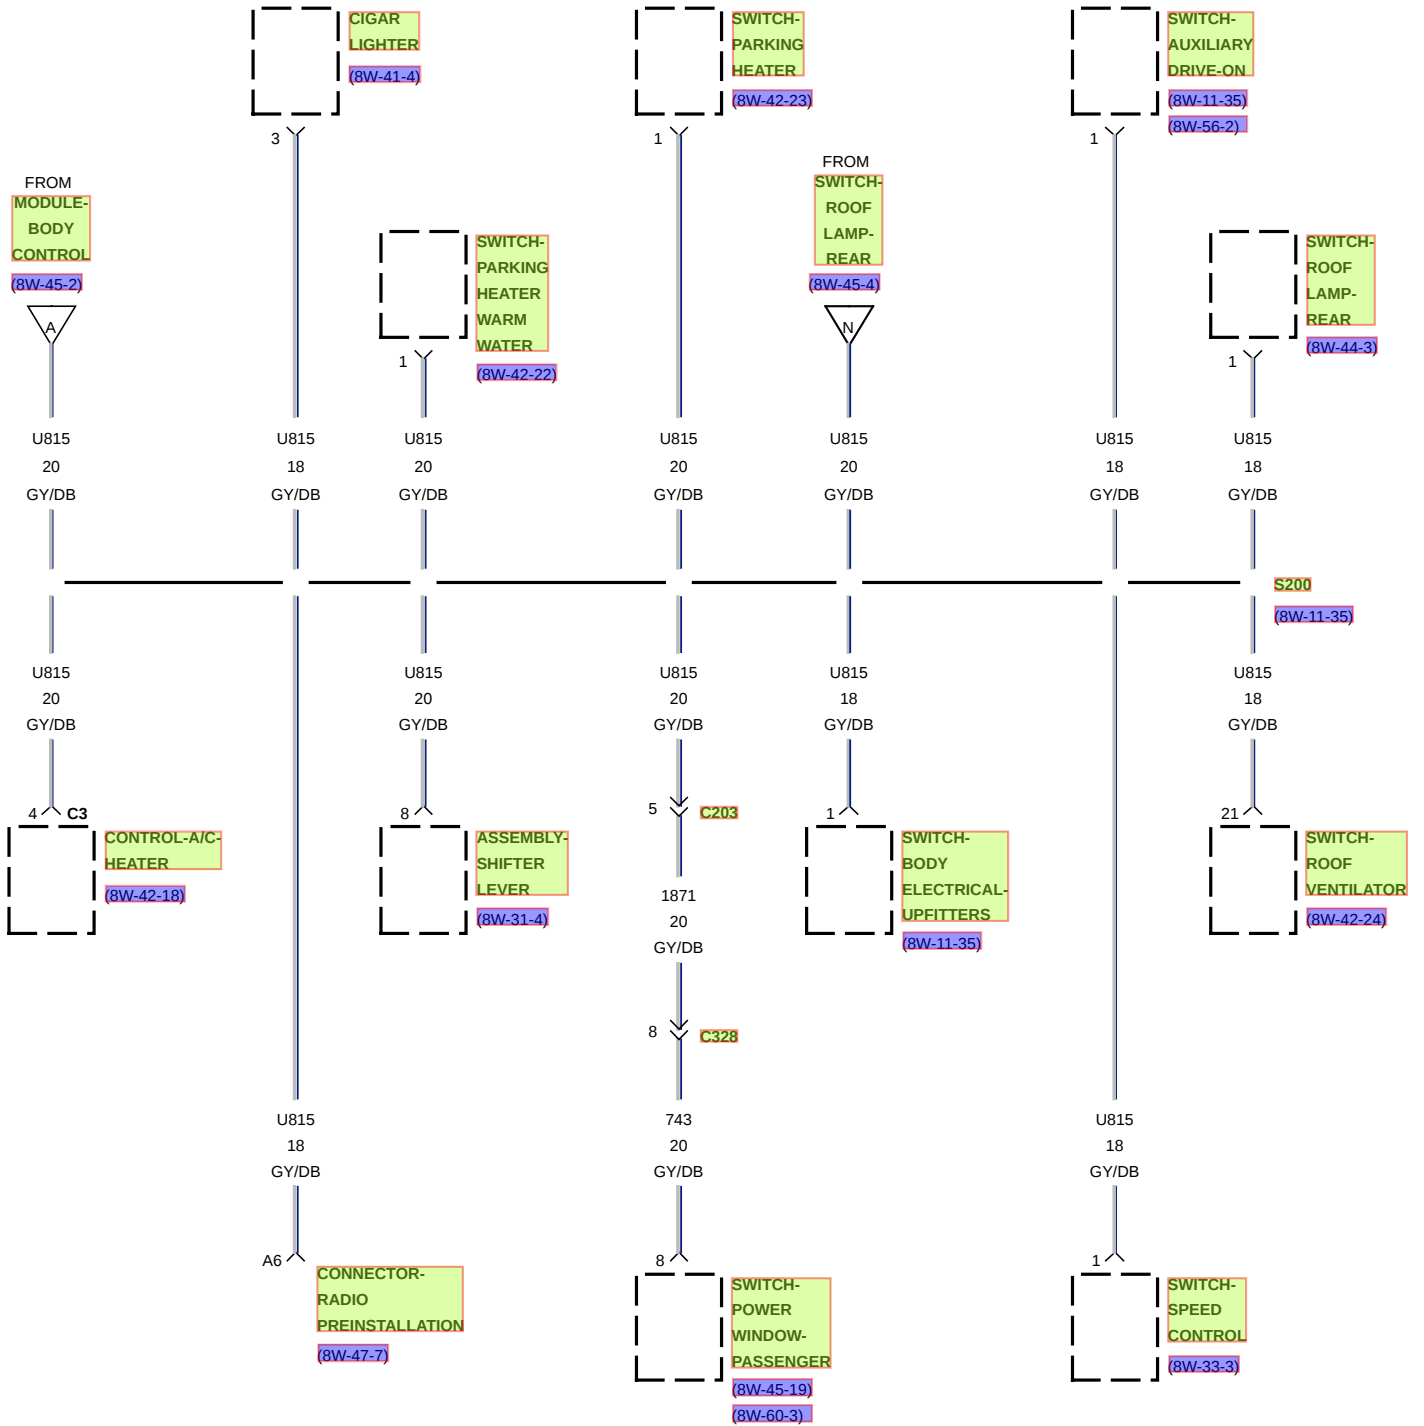 CIGAR
LIGHTER
(8W-41-4)
3
SWITCH-
PARKING
HEATER
(8W-42-23)
1
SWITCH-
AUXILIARY
DRIVE-ON
(8W-11-35)
(8W-56-2)
1
FROM
MODULE-
BODY
CONTROL
(8W-45-2)
A
SWITCH-
PARKING
HEATER
WARM
WATER
(8W-42-22)
1
FROM
SWITCH-
ROOF
LAMP-
REAR
(8W-45-4)
N
SWITCH-
ROOF
LAMP-
REAR
(8W-44-3)
1
U815 U815 U815 U815 U815 U815 U815
20 18 20 20 20 18 18
GY/DB GY/DB GY/DB GY/DB GY/DB GY/DB GY/DB
S200
(8W-11-35)
U815 U815 U815 U815 U815
20 20 20 18 18
GY/DB GY/DB GY/DB GY/DB GY/DB
4 C3
CONTROL-A/C-
HEATER
(8W-42-18)
8
ASSEMBLY-
SHIFTER
LEVER
(8W-31-4)
5 C203
1871
20
GY/DB
8 C328
1
SWITCH-
BODY
ELECTRICAL-
UPFITTERS
(8W-11-35)
21
SWITCH-
ROOF
VENTILATOR
(8W-42-24)
U815 743 U815
18 20 18
GY/DB GY/DB GY/DB
A6
CONNECTOR-
RADIO
PREINSTALLATION
(8W-47-7)
8
SWITCH-
POWER
WINDOW-
PASSENGER
(8W-45-19)
(8W-60-3)
1
SWITCH-
SPEED
CONTROL
(8W-33-3)